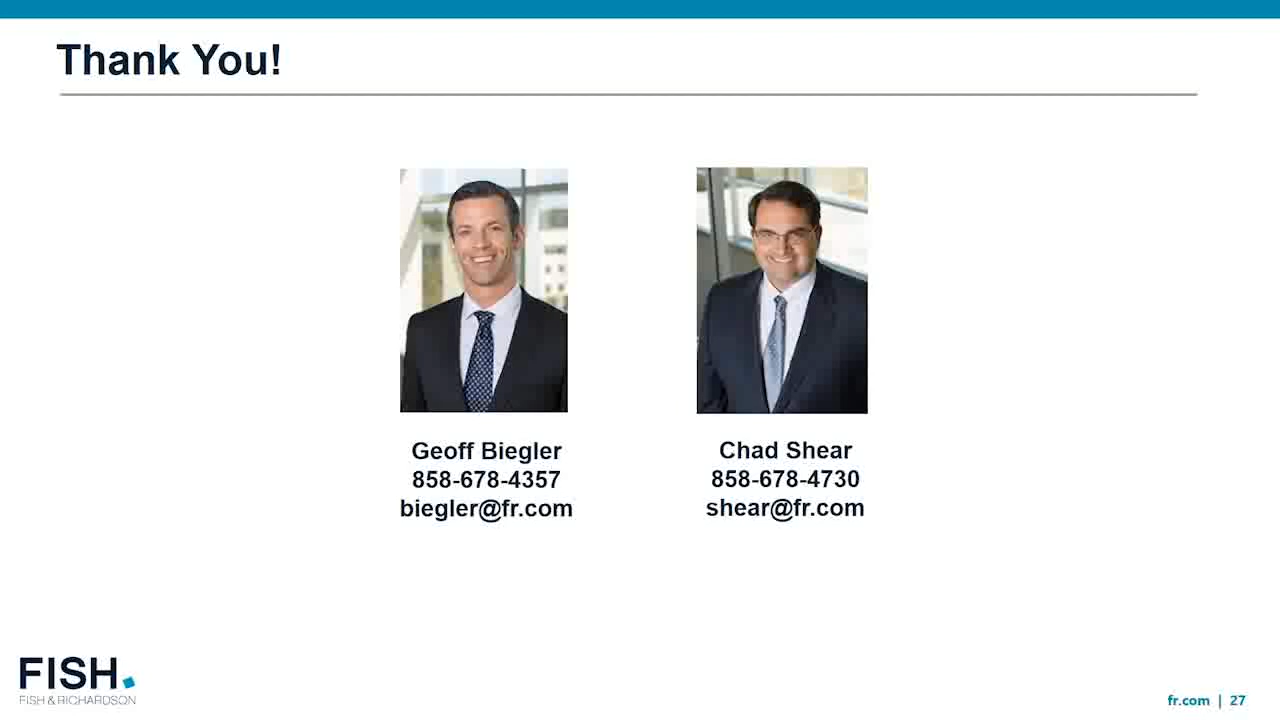 Thank You!
Geoff Biegler
858-678-4357
biegler@fr.com
Chad Shear
858-678-4730
shear@fr.com
FISH.
FISH & RICHARDSON
fr.com | 27